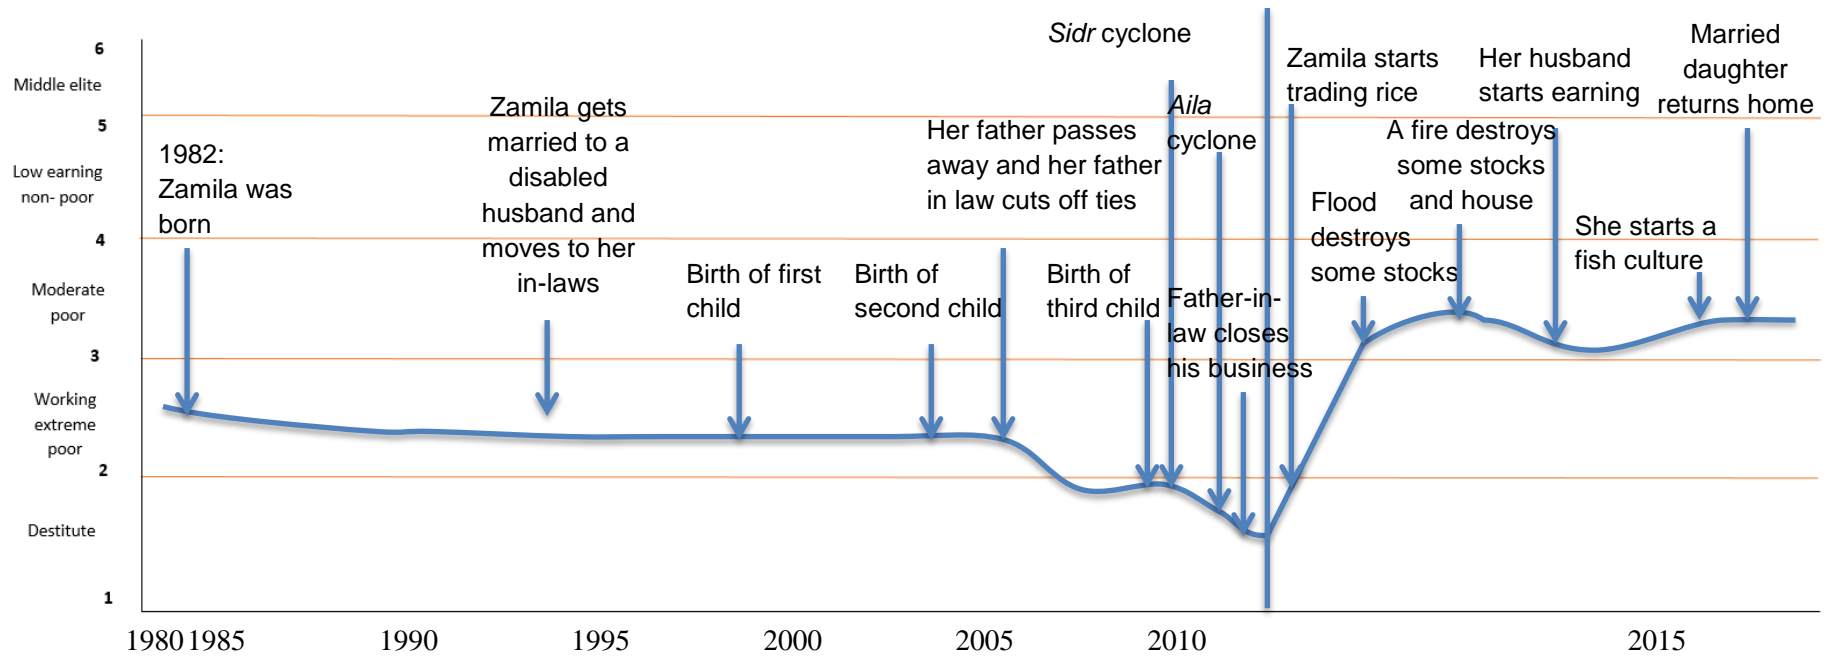 6
Middle elite
5
Low earning
non- poor
4
Moderate
poor
3
Working
extreme
poor
2
Destitute
1
1982:
Zamila was
born
Zamila gets
married to a
disabled
husband and
moves to her
in-laws
Birth of first
child
Birth of
second child
Her father passes
away and her father
in law cuts off ties
Birth of
third child
Sidr cyclone
Aila
cyclone
Father-in-
law closes
his business
Zamila starts
trading rice
Flood
destroys
some stocks
A fire destroys
some stocks
and house
Her husband
starts earning
She starts a
fish culture
Married
daughter
returns home
1980 1985 1990 1995 2000 2005 2010 2015